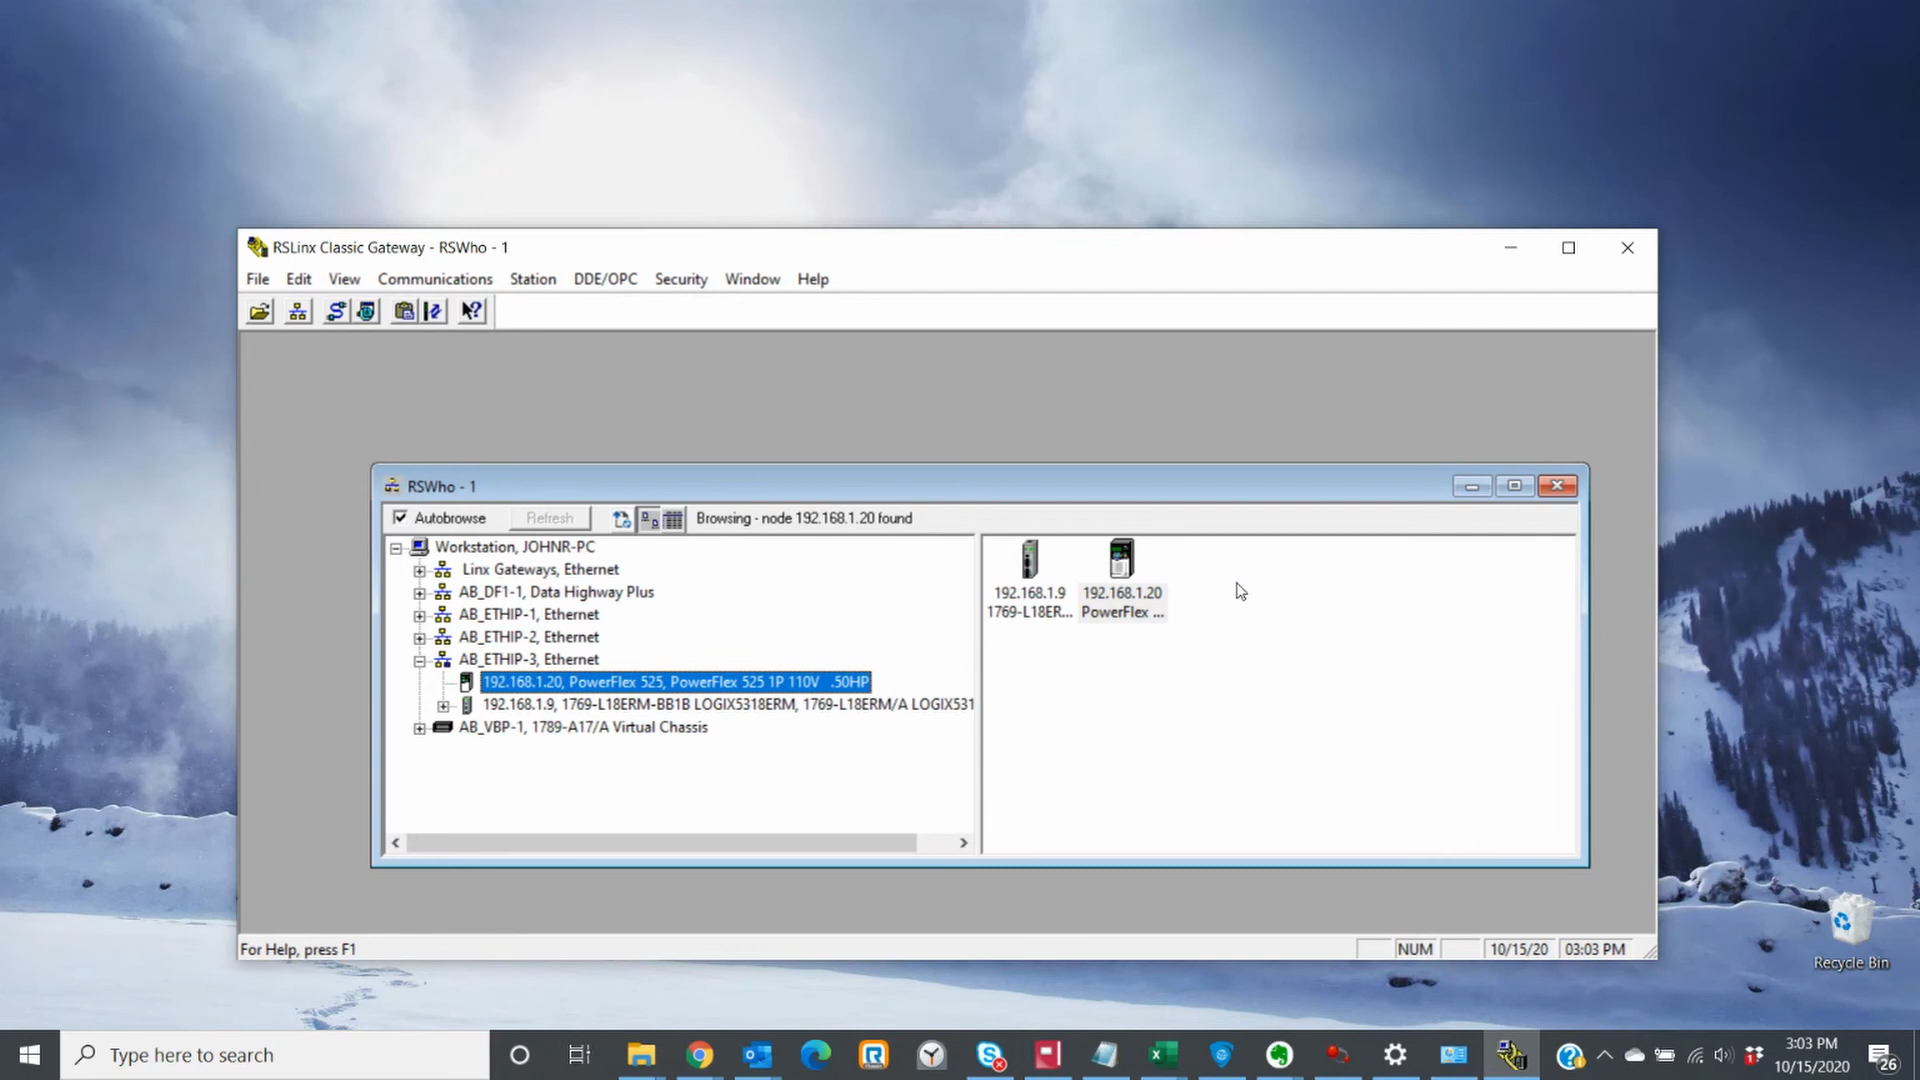 RSLinx Classic Gateway - RSWho - 1
File Edit View Communications Station DDE/OPC Security Window Help
RSWho - 1
Autobrowse Refresh Browsing - node 192.168.1.20 found
Workstation, JOHNR-PC
Linx Gateways, Ethernet
AB_DF1-1, Data Highway Plus
AB_ETHIP-1, Ethernet
AB_ETHIP-2, Ethernet
AB_ETHIP-3, Ethernet
192.168.1.20, PowerFlex 525, PowerFlex 525 1P 110V .50HP
192.168.1.9, 1769-L18ERM-BB1B LOGIX5318ERM, 1769-L18ERM/A LOGIX531
AB_VBP-1, 1789-A17/A Virtual Chassis
192.168.1.9
1769-L18ER...
192.168.1.20
PowerFlex ...
For Help, press F1
NUM 10/15/20 03:03 PM
Recycle Bin
Type here to search
3:03 PM
10/15/2020
26